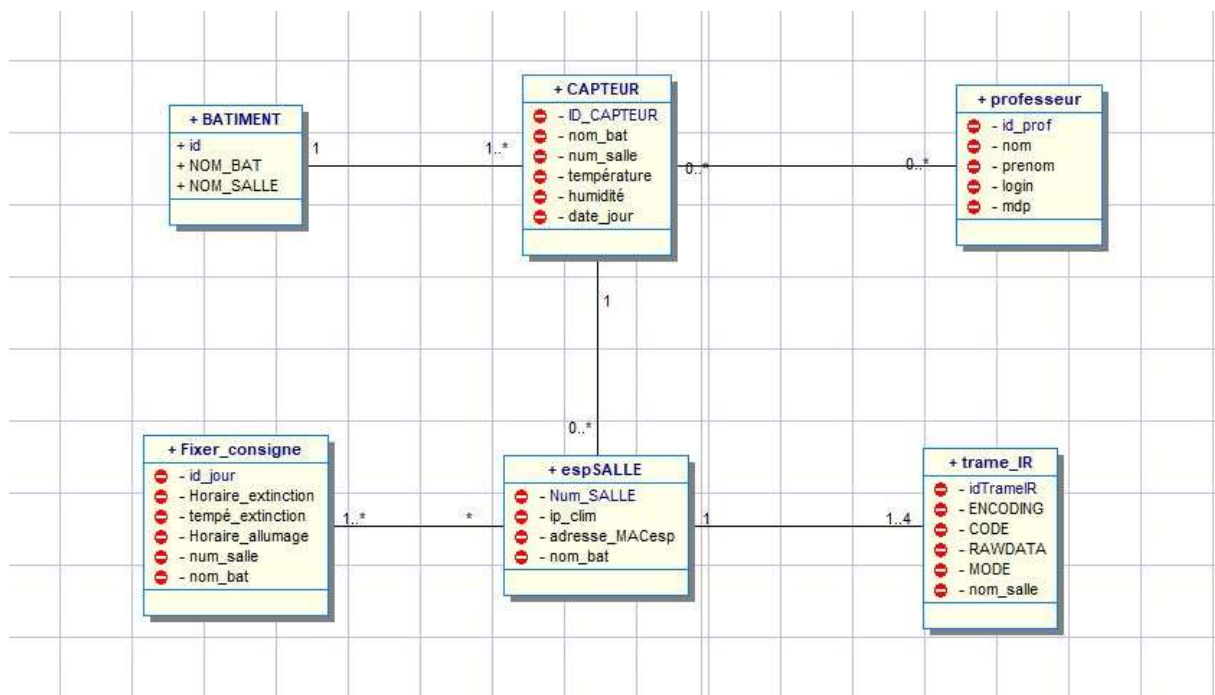 + BATIMENT
+ id
+ NOM_BAT
+ NOM_SALLE
1
1..*
+ CAPTEUR
- ID_CAPTEUR
- nom_bat
- num_salle
- température
- humidité
- date_jour
0..*
0..*
+ professeur
- id_prof
- nom
- prenom
- login
- mdp
1
0..*
+ Fixer_consigne
- id_jour
- Horaire_extinction
- tempé_extinction
- Horaire_allumage
- num_salle
- nom_bat
1..*
*
+ espSALLE
- Num_SALLE
- ip_clim
- adresse_MACesp
- nom_bat
1
1..4
+ trame_IR
- idTrameIR
- ENCODING
- CODE
- RAWDATA
- MODE
- nom_salle